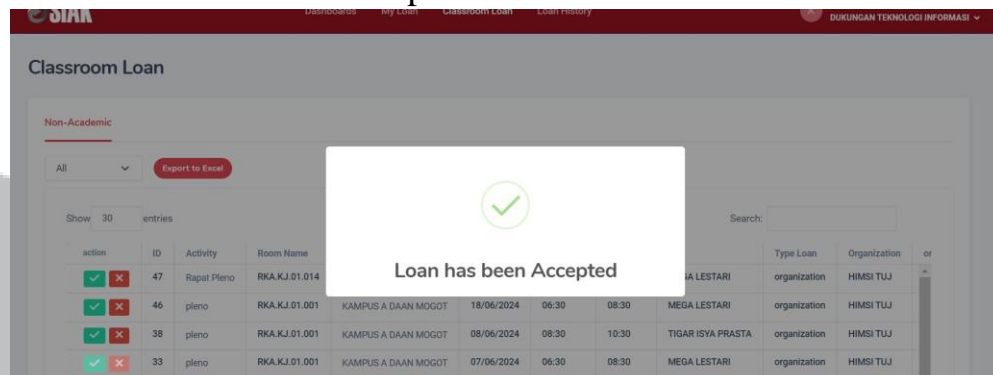 SIAK
Dashboards My Loan Classroom Loan Loan History
DUKUNGAN TEKNOLOGI INFORMASI
Classroom Loan
Non-Academic
All
Export to Excel
Show 30 entries
Search:
action ID Activity Room Name Type Loan Organization or
Loan has been Accepted
47 Rapat Pleno RKA.KJ.01.014 LESTARI organization HIMSI TUJ
46 pleno RKA.KJ.01.001 KAMPUS A DAAN MOGOT 18/06/2024 06:30 08:30 MEGA LESTARI organization HIMSI TUJ
38 pleno RKA.KJ.01.001 KAMPUS A DAAN MOGOT 08/06/2024 08:30 10:30 TIGAR ISYA PRASTA organization HIMSI TUJ
33 pleno RKA.KJ.01.001 KAMPUS A DAAN MOGOT 07/06/2024 06:30 08:30 MEGA LESTARI organization HIMSI TUJ